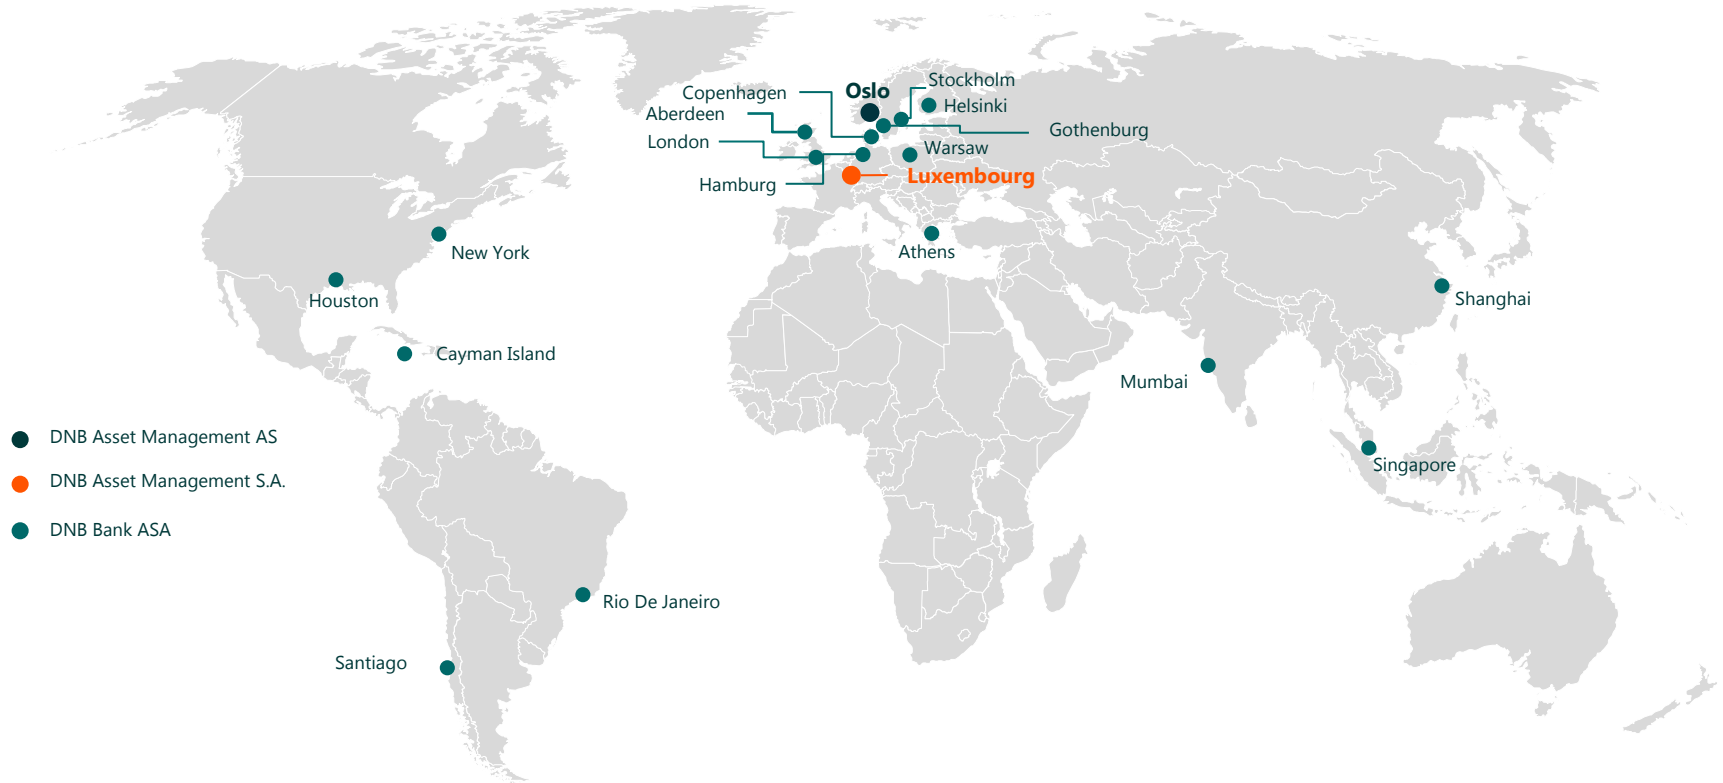 Stockholm
Oslo
Copenhagen
Helsinki
Aberdeen
Gothenburg
London
Warsaw
Luxembourg
Hamburg
New York
Athens
Houston
Shanghai
Cayman Island
Mumbai
DNB Asset Management AS
Singapore
DNB Asset Management S.A.
DNB Bank ASA
Rio De Janeiro
Santiago